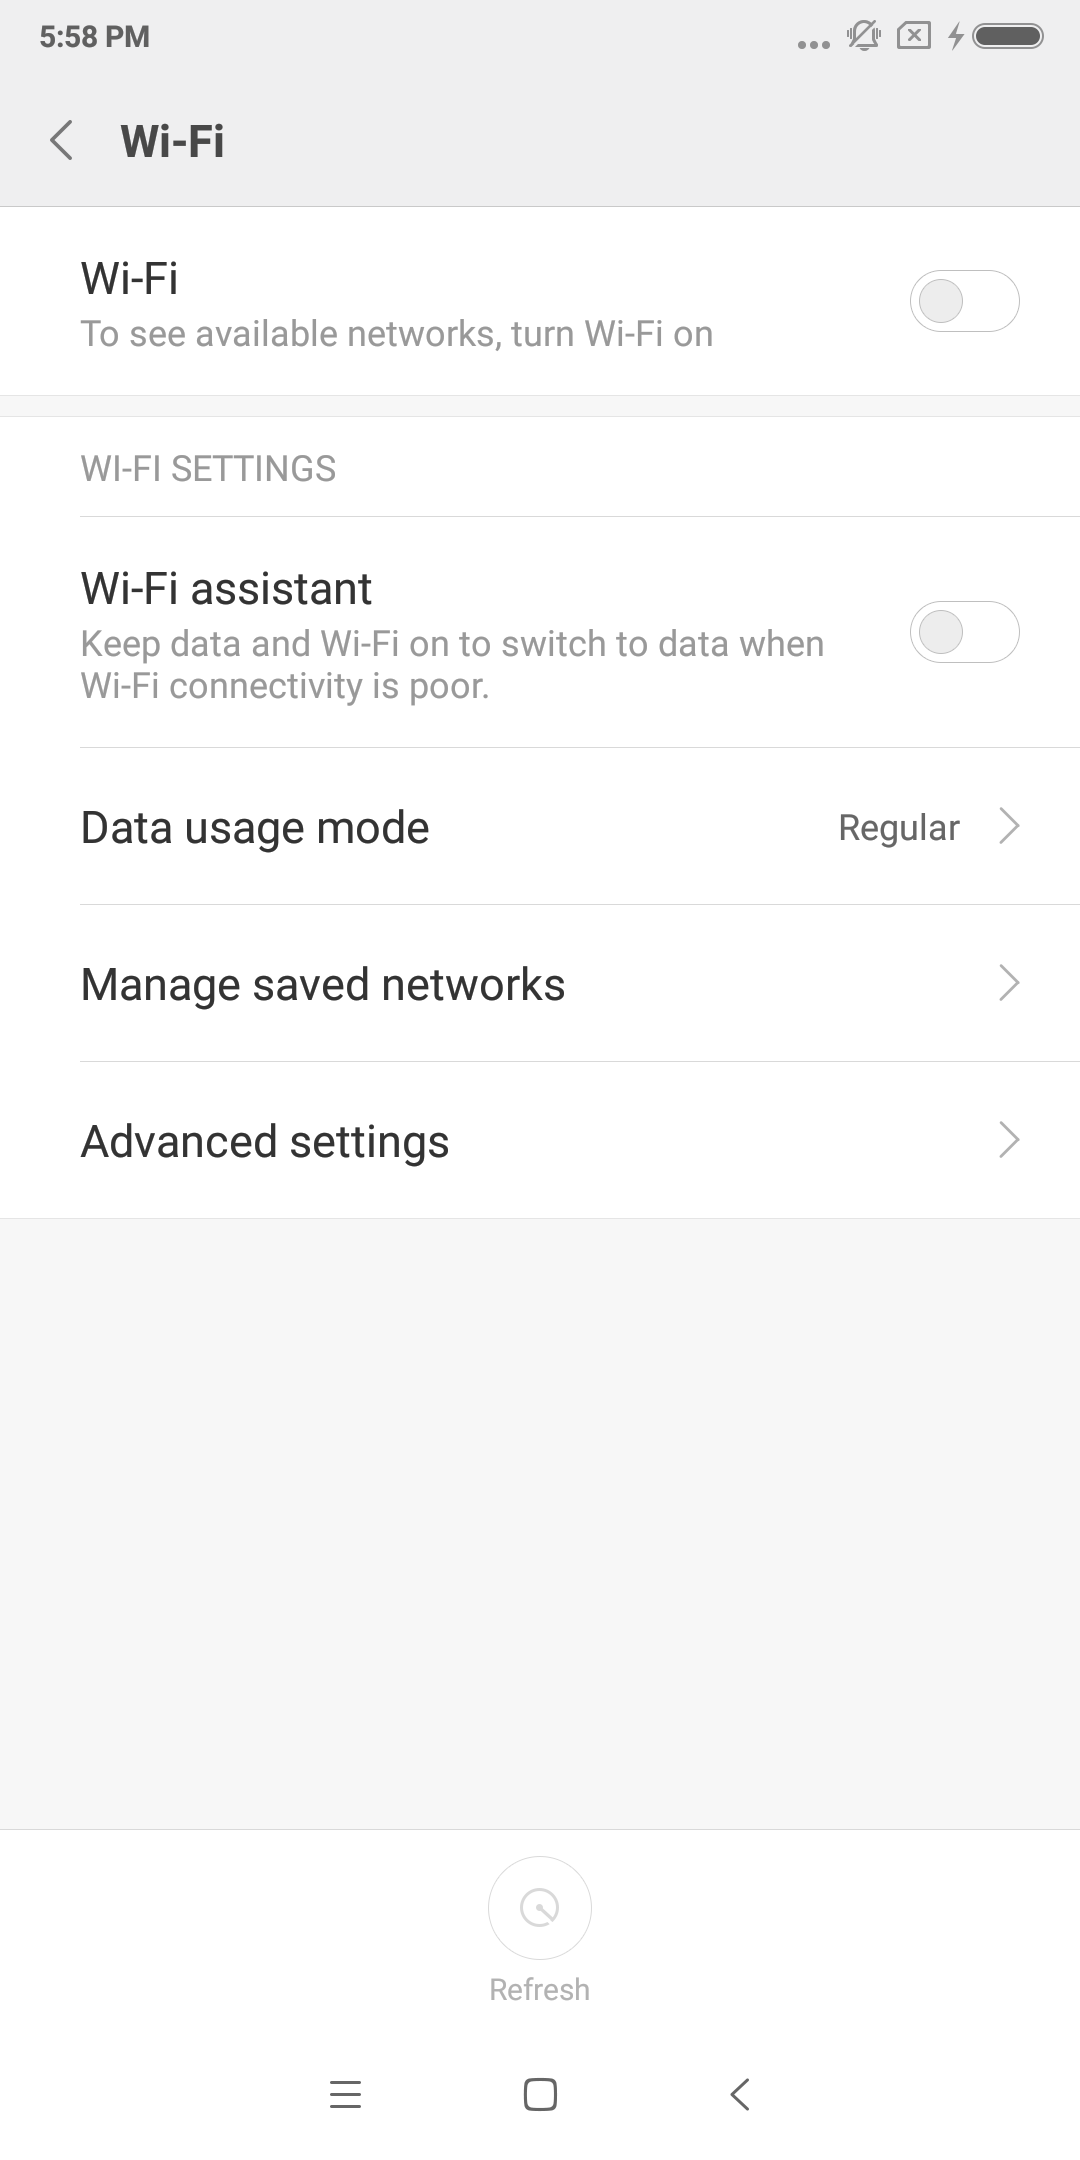 5:58 PM
Wi-Fi
Wi-Fi
To see available networks, turn Wi-Fi on
WI-FI SETTINGS
Wi-Fi assistant
Keep data and Wi-Fi on to switch to data when
Wi-Fi connectivity is poor.
Data usage mode Regular
Manage saved networks
Advanced settings
Refresh